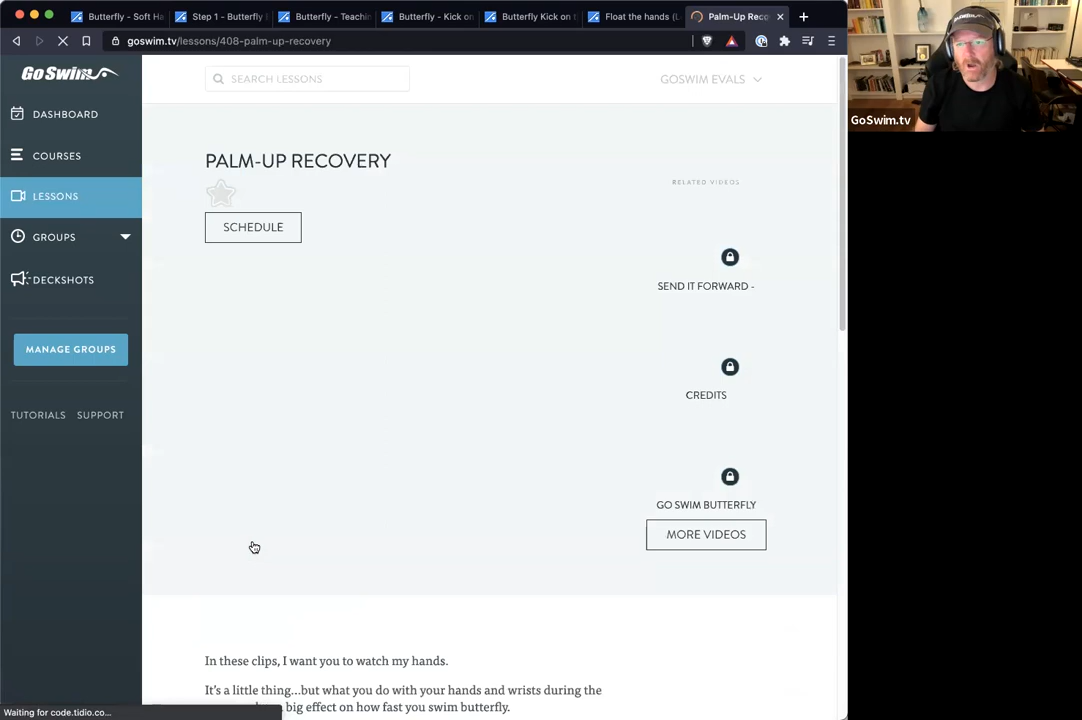 Butterfly - Soft Ha
Step 1 - Butterfly
Butterfly - Teachin
Butterfly - Kick on
Butterfly Kick on
Float the hands
Palm-Up Reco
goswim.tv/lessons/408-palm-up-recovery
GoSwim
SEARCH LESSONS
GOSWIM EVALS
DASHBOARD
COURSES
LESSONS
GROUPS
DECKSHOTS
MANAGE GROUPS
TUTORIALS SUPPORT
PALM-UP RECOVERY
SCHEDULE
RELATED VIDEOS
SEND IT FORWARD -
CREDITS
GO SWIM BUTTERFLY
MORE VIDEOS
In these clips, I want you to watch my hands.
It's a little thing...but what you do with your hands and wrists during the
big effect on how fast you swim butterfly.
Waiting for code.tidio.co...
GoSwim.tv